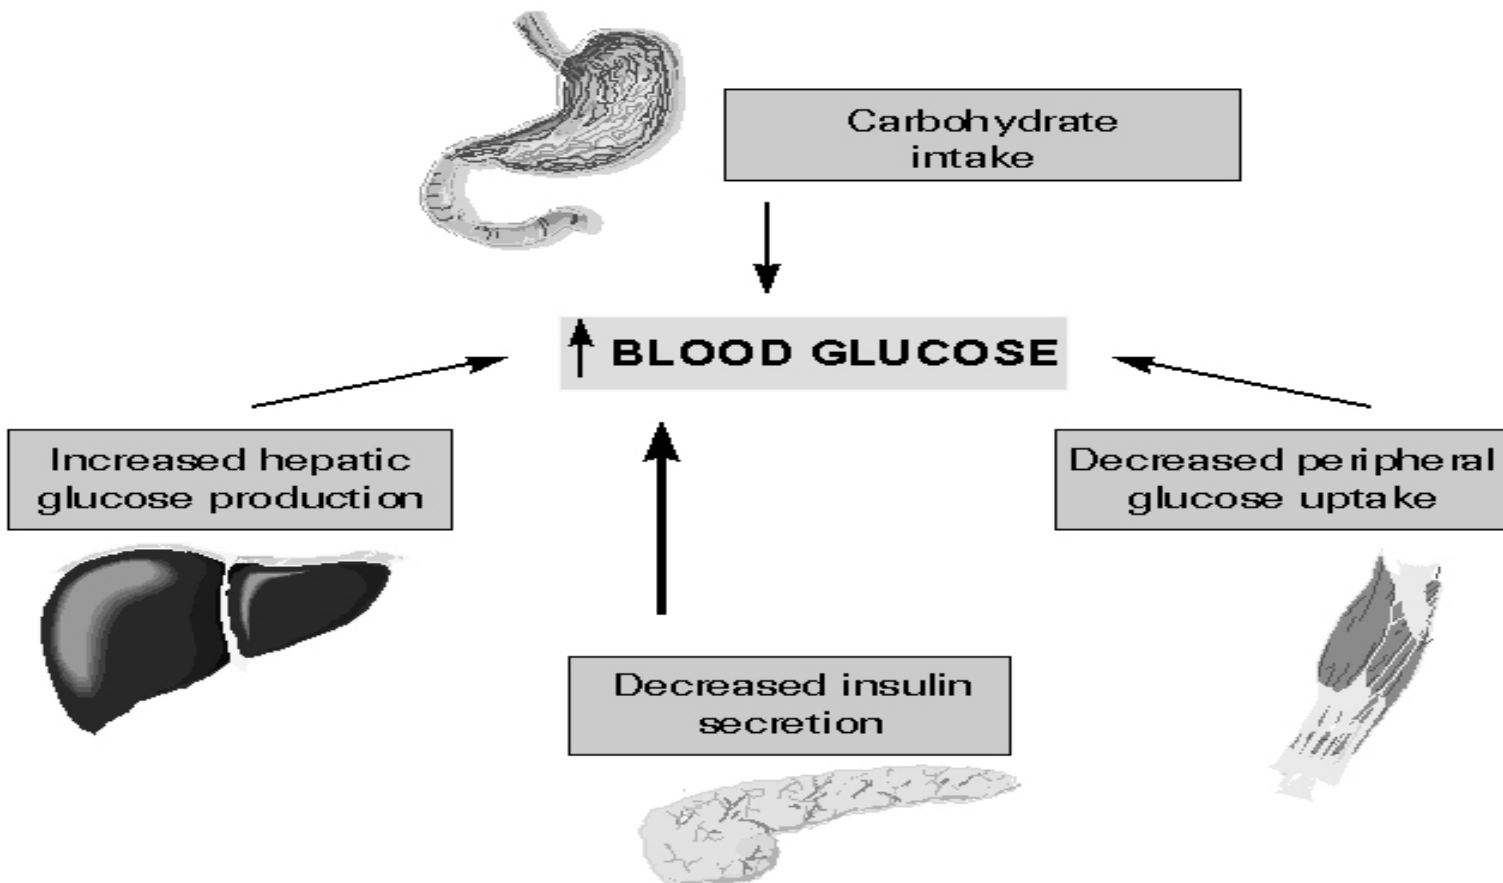 Carbohydrate
intake
↑ BLOOD GLUCOSE
Increased hepatic
glucose production
Decreased peripheral
glucose uptake
Decreased insulin
secretion